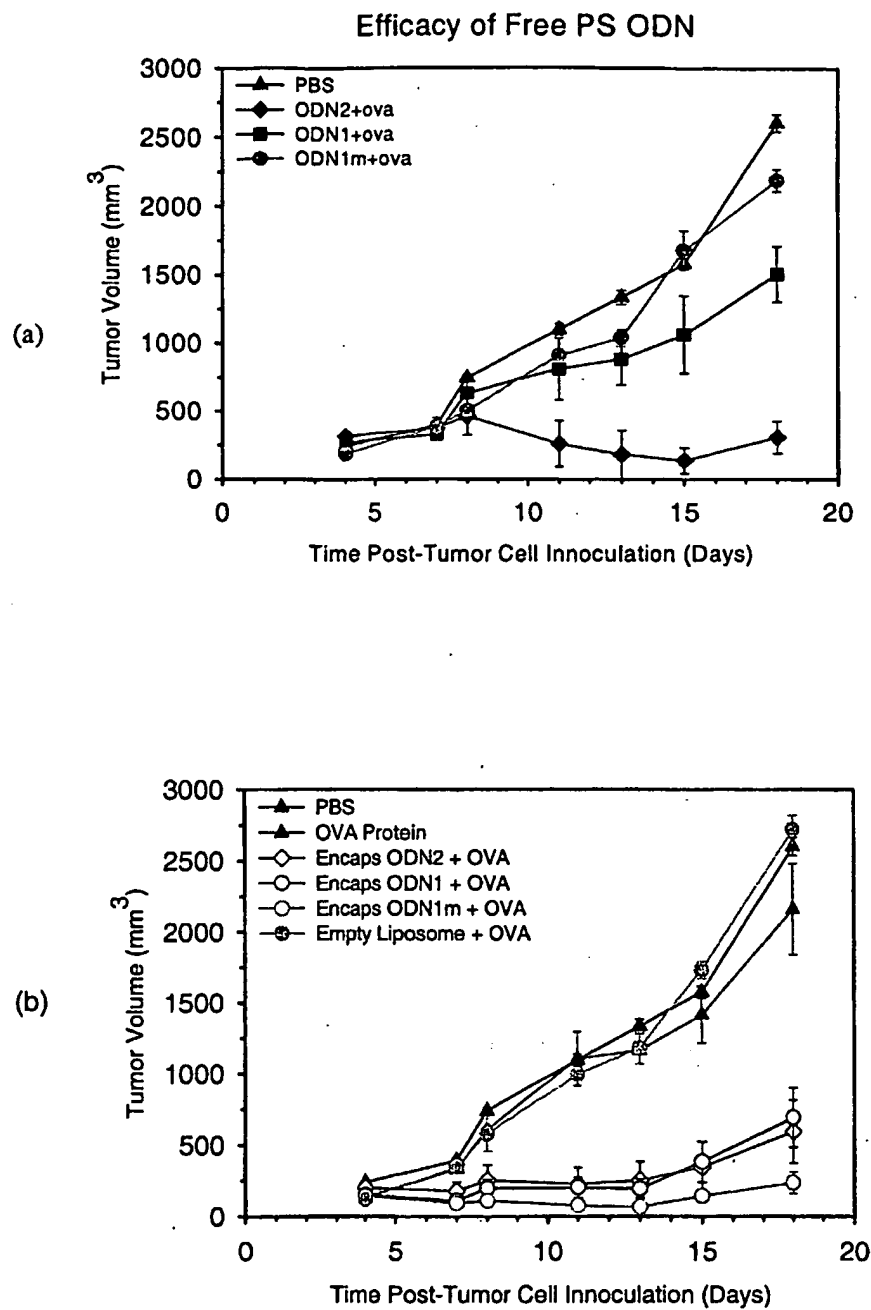 Efficacy of Free PS ODN
(a)
Tumor Volume (mm3)
3000
2500
2000
1500
1000
500
0
PBS
ODN2+ova
ODN1+ova
ODN1m+ova
0 5 10 15 20
Time Post-Tumor Cell Innoculation (Days)
(b)
Tumor Volume (mm3)
3000
2500
2000
1500
1000
500
0
PBS
OVA Protein
Encaps ODN2 + OVA
Encaps ODN1 + OVA
Encaps ODN1m + OVA
Empty Liposome + OVA
0 5 10 15 20
Time Post-Tumor Cell Innoculation (Days)